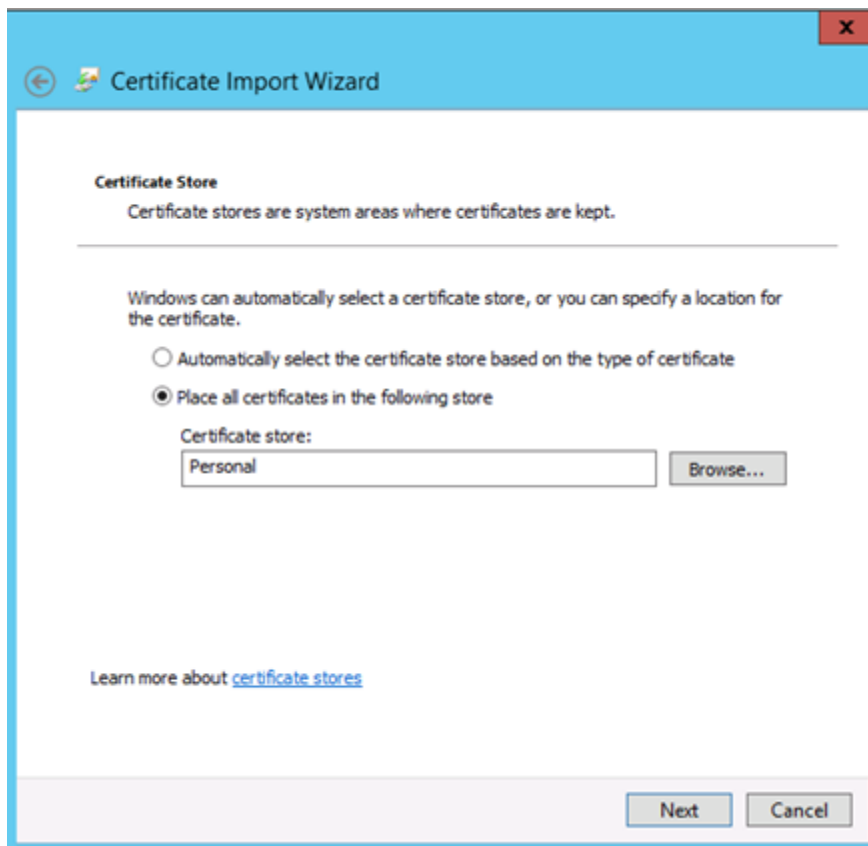 x
Certificate Import Wizard
Certificate Store
Certificate stores are system areas where certificates are kept.
Windows can automatically select a certificate store, or you can specify a location for
the certificate.
Automatically select the certificate store based on the type of certificate
Place all certificates in the following store
Certificate store:
Personal
Browse...
Learn more about certificate stores
Next
Cancel